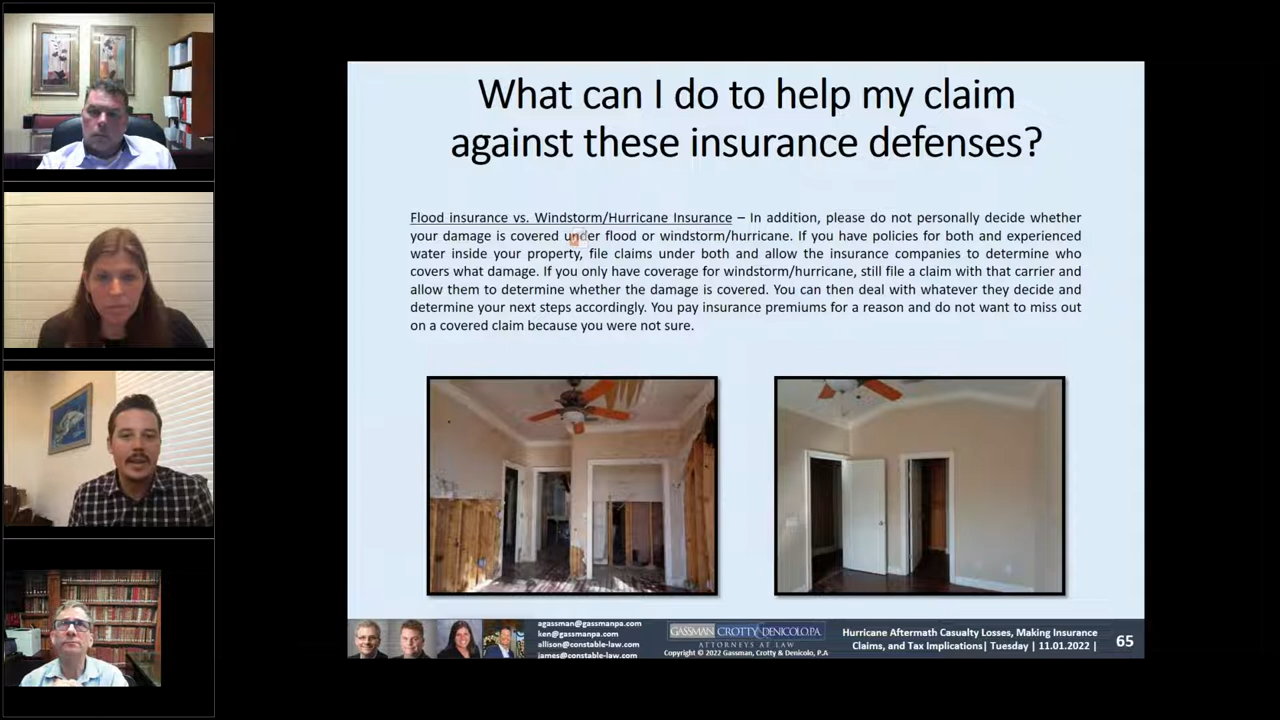 What can I do to help my claim
against these insurance defenses?
Flood insurance vs. Windstorm/Hurricane Insurance – In addition, please do not personally decide whether
your damage is covered under flood or windstorm/hurricane. If you have policies for both and experienced
water inside your property, file claims under both and allow the insurance companies to determine who
covers what damage. If you only have coverage for windstorm/hurricane, still file a claim with that carrier and
allow them to determine whether the damage is covered. You can then deal with whatever they decide and
determine your next steps accordingly. You pay insurance premiums for a reason and do not want to miss out
on a covered claim because you were not sure.
agassman@gassmanpa.com
ken@gassmanpa.com
allison@constable-law.com
james@constable-law.com
GASSMAN CROTTY DENICOLO, P.A.
ATTORNEYS AT LAW
Copyright © 2022 Gassman, Crotty & Denicolo, P.A
Hurricane Aftermath Casualty Losses, Making Insurance
Claims, and Tax Implications| Tuesday | 11.01.2022 |
65